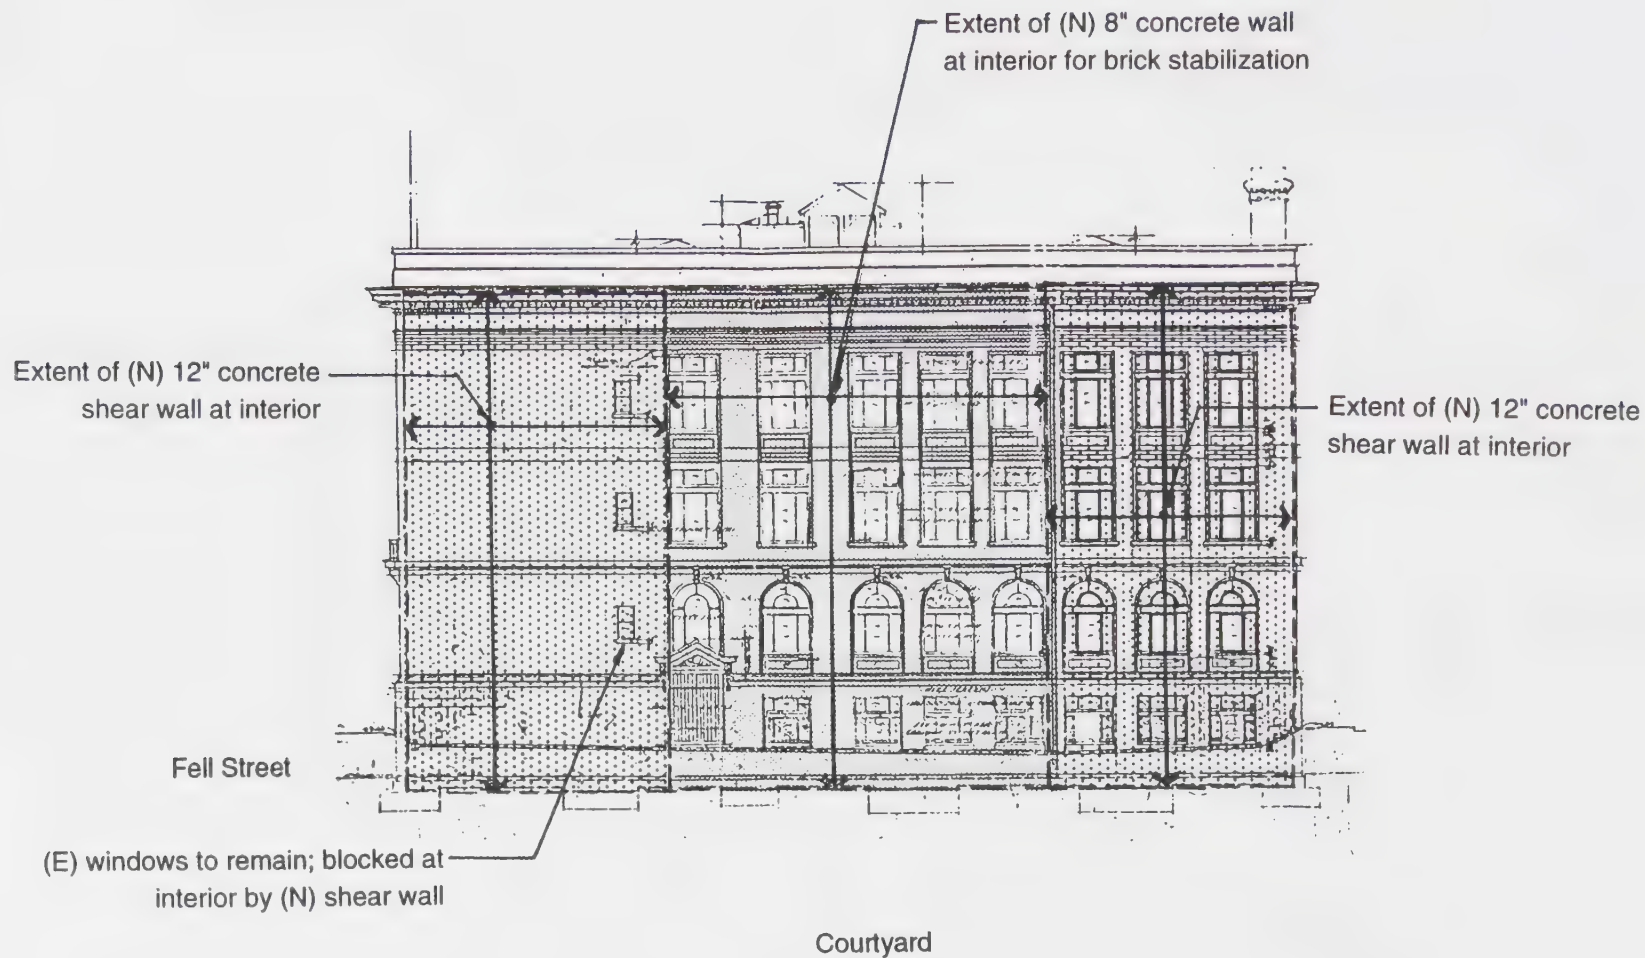 Extent of (N) 8" concrete wall
at interior for brick stabilization
Extent of (N) 12" concrete
shear wall at interior
Extent of (N) 12" concrete
shear wall at interior
Fell Street
(E) windows to remain; blocked at
interior by (N) shear wall
Courtyard